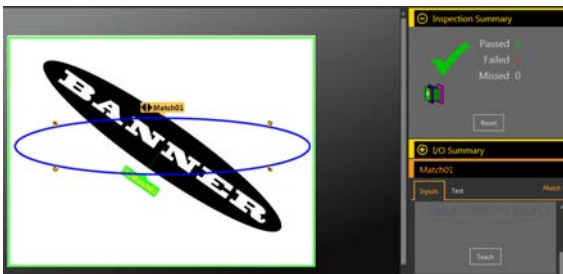 Inspection Summary
Passed
Failed
Missed 0
Reset
I/O Summary
Match01
Inputs Test Match
Teach
Match01
BANNER